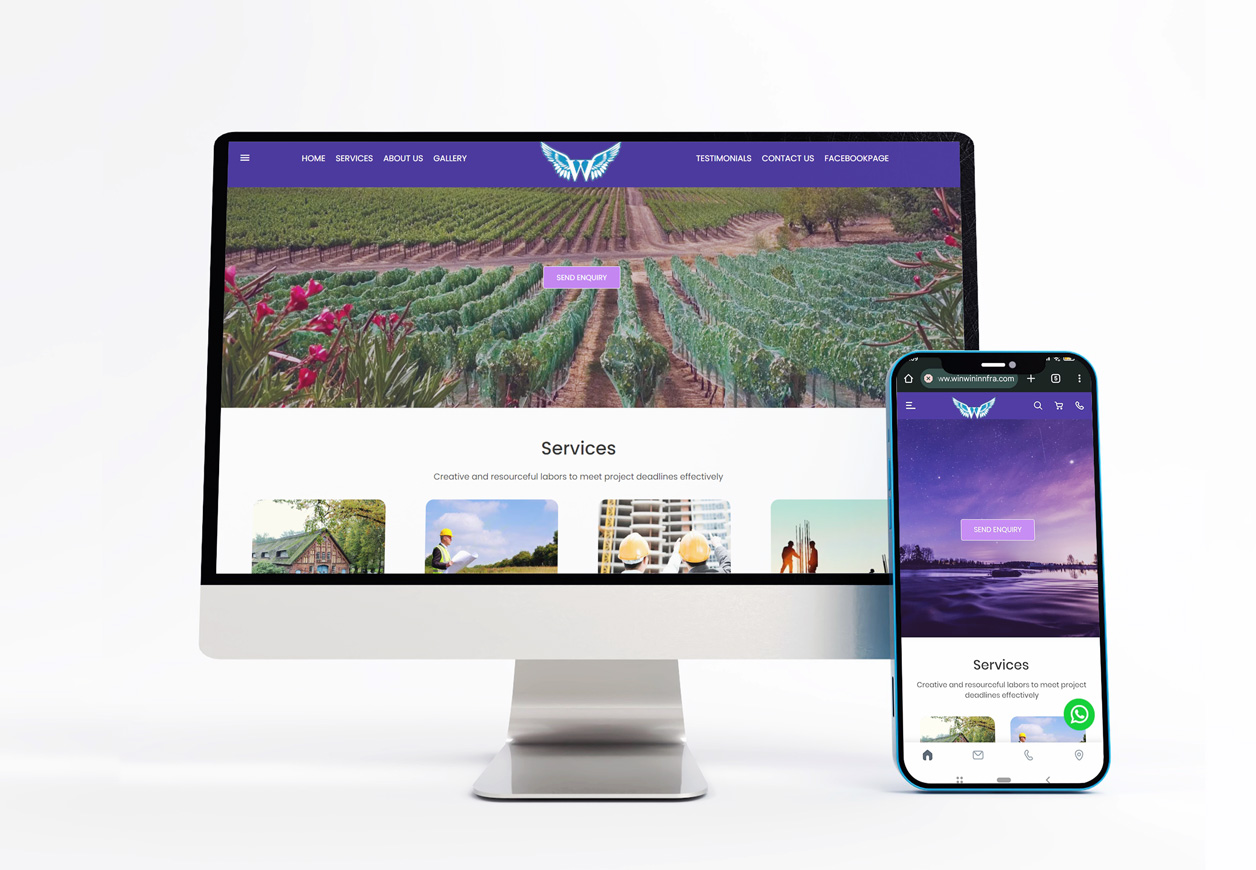 HOME SERVICES ABOUT US GALLERY
W
TESTIMONIALS CONTACT US FACEBOOKPAGE
SEND ENQUIRY
Services
Creative and resourceful labors to meet project deadlines effectively
ww.winwininnfra.com
5
W
SEND ENQUIRY
Services
Creative and resourceful labors to meet project
deadlines effectively